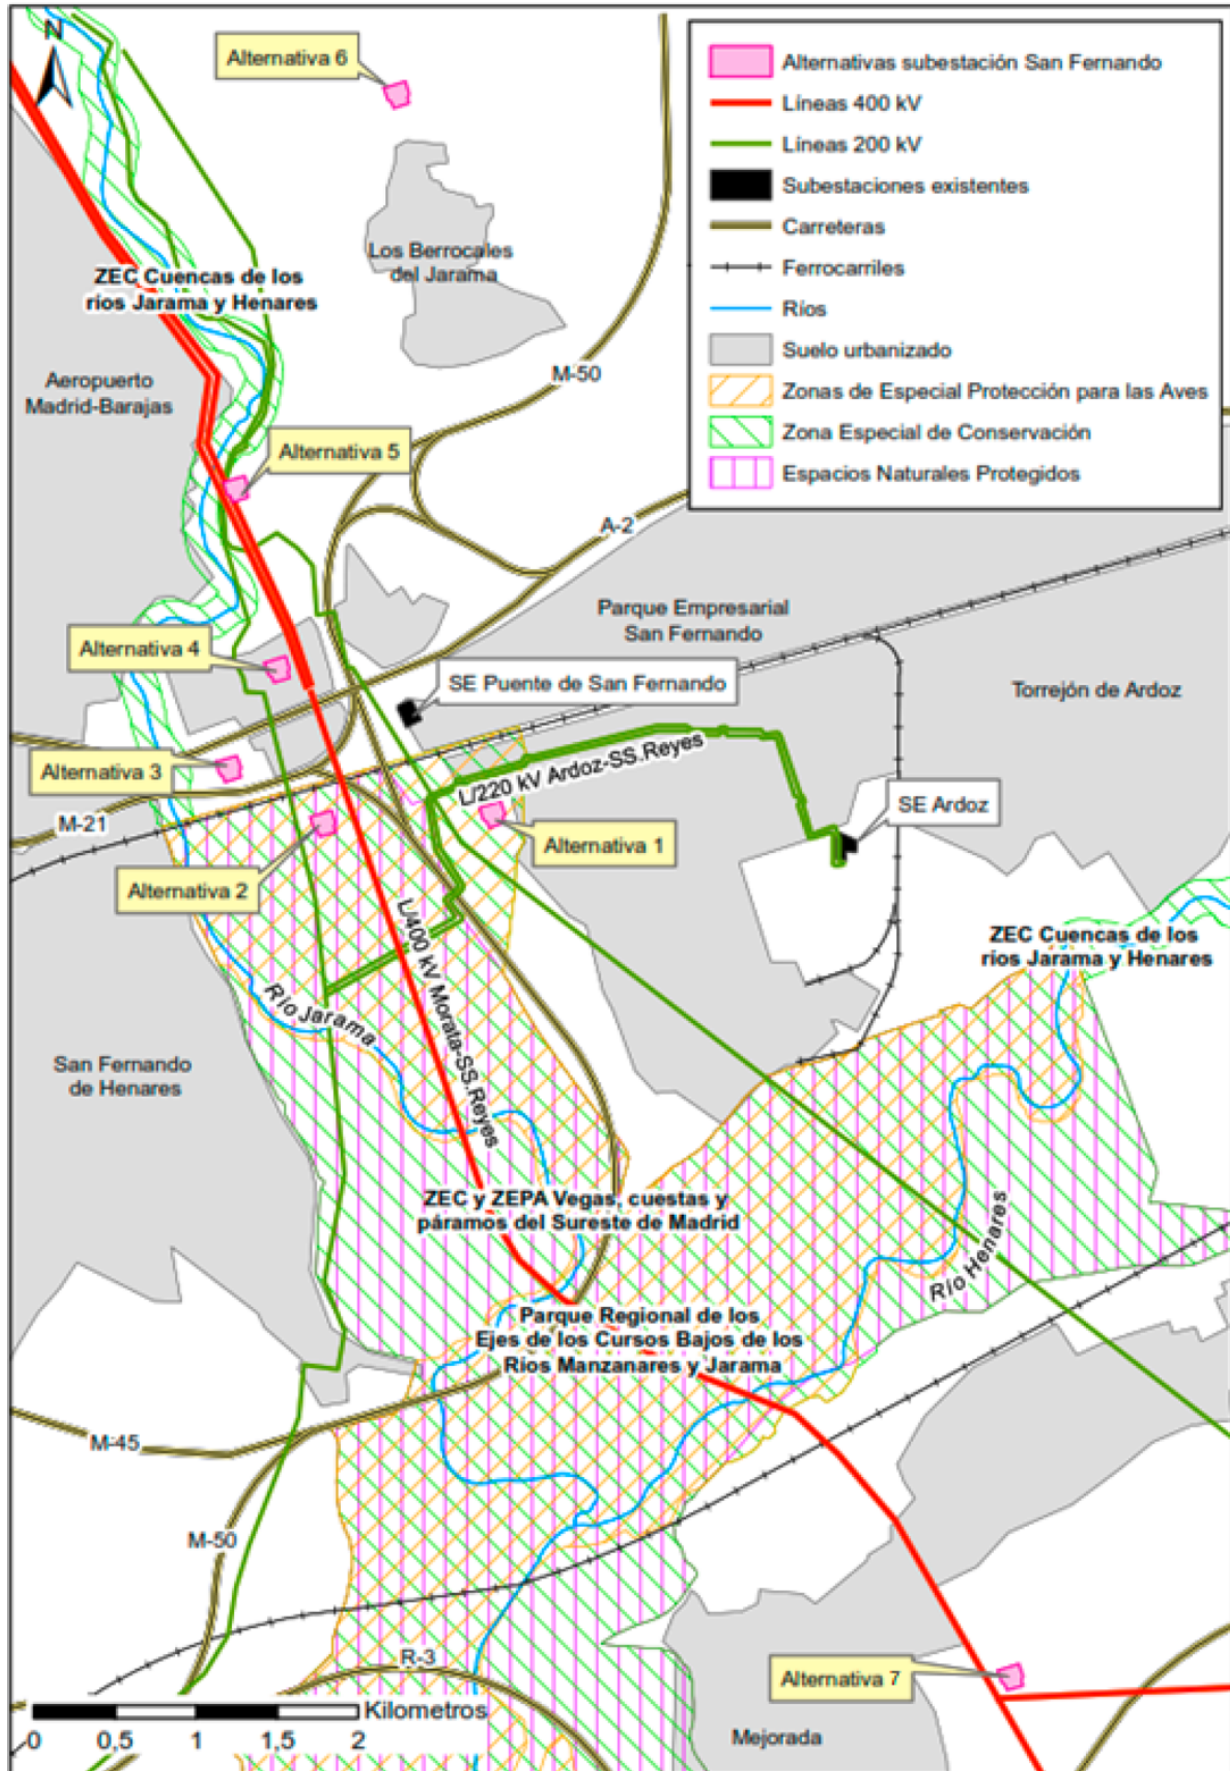 N
Alternativa 6
Alternativas subestación San Fernando
Líneas 400 kV
Líneas 200 kV
Subestaciones existentes
Carreteras
Ferrocarriles
Ríos
Suelo urbanizado
Zonas de Especial Protección para las Aves
Zona Especial de Conservación
Espacios Naturales Protegidos
Los Berrocales
del Jarama
ZEC Cuencas de los
ríos Jarama y Henares
Aeropuerto
Madrid-Barajas
M-50
Alternativa 5
A-2
Parque Empresarial
San Fernando
Alternativa 4
SE Puente de San Fernando
Torrejón de Ardoz
Alternativa 3
L/220 kV Ardoz-SS.Reyes
SE Ardoz
M-21
Alternativa 1
Alternativa 2
L/400 kV Morata-SS.Reyes
ZEC Cuencas de los
ríos Jarama y Henares
Río Jarama
San Fernando
de Henares
ZEC y ZEPA Vegas, cuestas y
páramos del Sureste de Madrid
Río Henares
Parque Regional de los
Ejes de los Cursos Bajos de los
Ríos Manzanares y Jarama
M-45
M-50
R-3
Alternativa 7
Kilometros
0 0,5 1 1,5 2
Mejorada